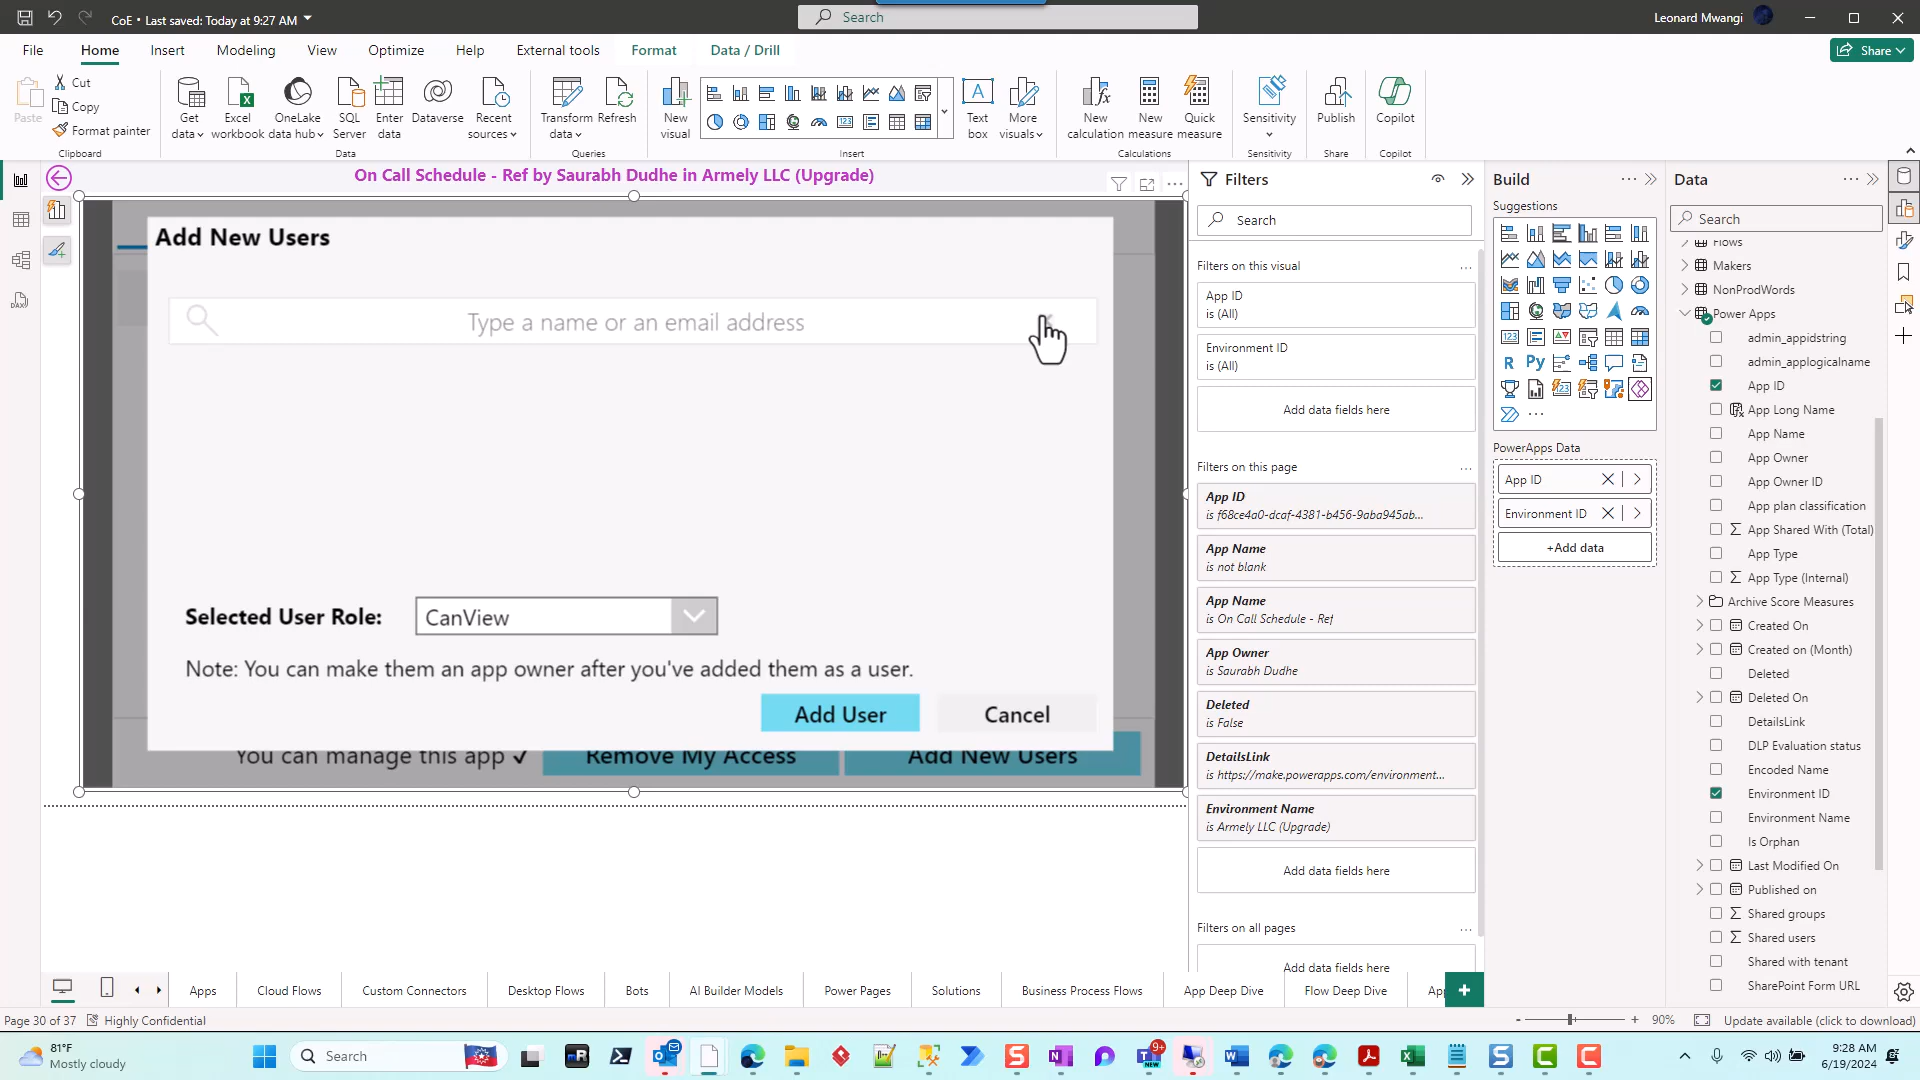 CoE • Last saved: Today at 9:27 AM
Search
Leonard Mwangi
File
Home
Insert
Modeling
View
Optimize
Help
External tools
Format
Data / Drill
Share
Paste
Cut
Copy
Format painter
Get data
Excel workbook
OneLake data hub
SQL Server
Enter data
Dataverse
Recent sources
Transform data
Refresh
New visual
Text box
More visuals
New calculation
New measure
Quick measure
Sensitivity
Publish
Copilot
Clipboard
Data
Queries
Insert
Calculations
Sensitivity
Share
Copilot
On Call Schedule - Ref by Saurabh Dudhe in Armely LLC (Upgrade)
Add New Users
Type a name or an email address
Selected User Role:
CanView
Note: You can make them an app owner after you've added them as a user.
Add User
Cancel
You can manage this app ✓
Remove My Access
Add New Users
Filters
Search
Filters on this visual
App ID
is (All)
Environment ID
is (All)
Add data fields here
Filters on this page
App ID
is f68ce4a0-dcaf-4381-b456-9aba945ab...
App Name
is not blank
App Name
is On Call Schedule - Ref
App Owner
is Saurabh Dudhe
Deleted
is False
DetailsLink
is https://make.powerapps.com/environment...
Environment Name
is Armely LLC (Upgrade)
Add data fields here
Filters on all pages
Add data fields here
Build
Suggestions
R
Py
123
PowerApps Data
App ID
Environment ID
+Add data
Data
Search
Flows
Makers
NonProdWords
Power Apps
admin_appidstring
admin_applogicalname
App ID
App Long Name
App Name
App Owner
App Owner ID
App plan classification
App Shared With (Total)
App Type
App Type (Internal)
Archive Score Measures
Created On
Created on (Month)
Deleted
Deleted On
DetailsLink
DLP Evaluation status
Encoded Name
Environment ID
Environment Name
Is Orphan
Last Modified On
Published on
Shared groups
Shared users
Shared with tenant
SharePoint Form URL
Apps
Cloud Flows
Custom Connectors
Desktop Flows
Bots
AI Builder Models
Power Pages
Solutions
Business Process Flows
App Deep Dive
Flow Deep Dive
Page 30 of 37
Highly Confidential
90%
Update available (click to download)
81°F
Mostly cloudy
Search
9:28 AM
6/19/2024